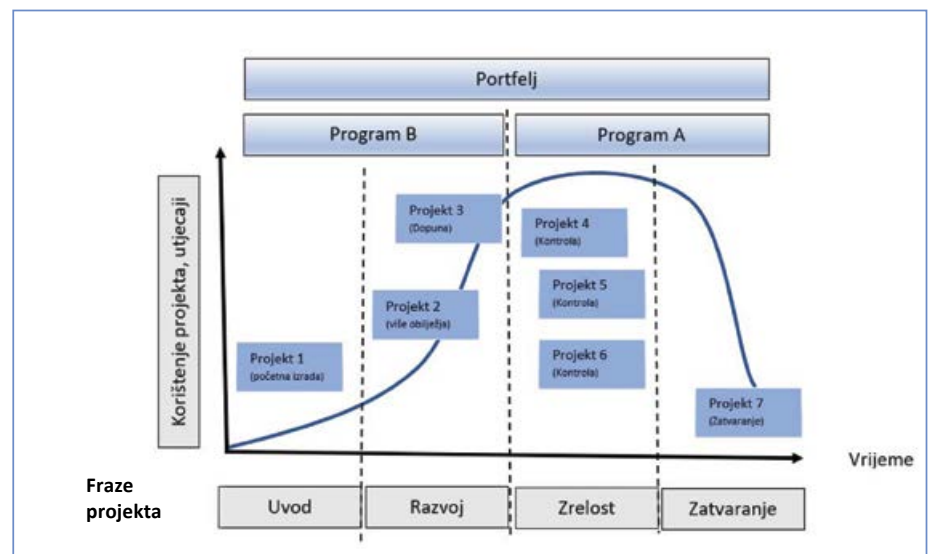 Portfelj
Program B
Program A
Korištenje projekta, utjecaji
Projekt 3
(Dopuna)
Projekt 4
(Kontrola)
Projekt 2
(više obilježja)
Projekt 5
(Kontrola)
Projekt 1
(početna izrada)
Projekt 6
(Kontrola)
Projekt 7
(Zatvaranje)
Vrijeme
Fraze
projekta
Uvod
Razvoj
Zrelost
Zatvaranje